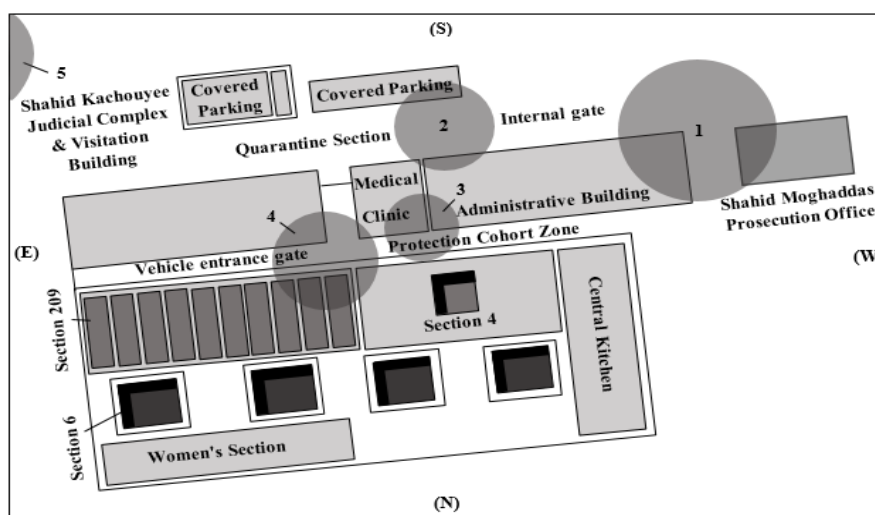 (S)
5
Shahid Kachouyee
Judicial Complex
& Visitation
Building
Covered
Parking
Covered Parking
Quarantine Section
2
Internal gate
1
Medical
Clinic
3
Administrative Building
Shahid Moghaddas
Prosecution Office
4
Protection Cohort Zone
(E)
Vehicle entrance gate
(W
Section 209
Section 4
Central Kitchen
Section 6
Women's Section
(N)